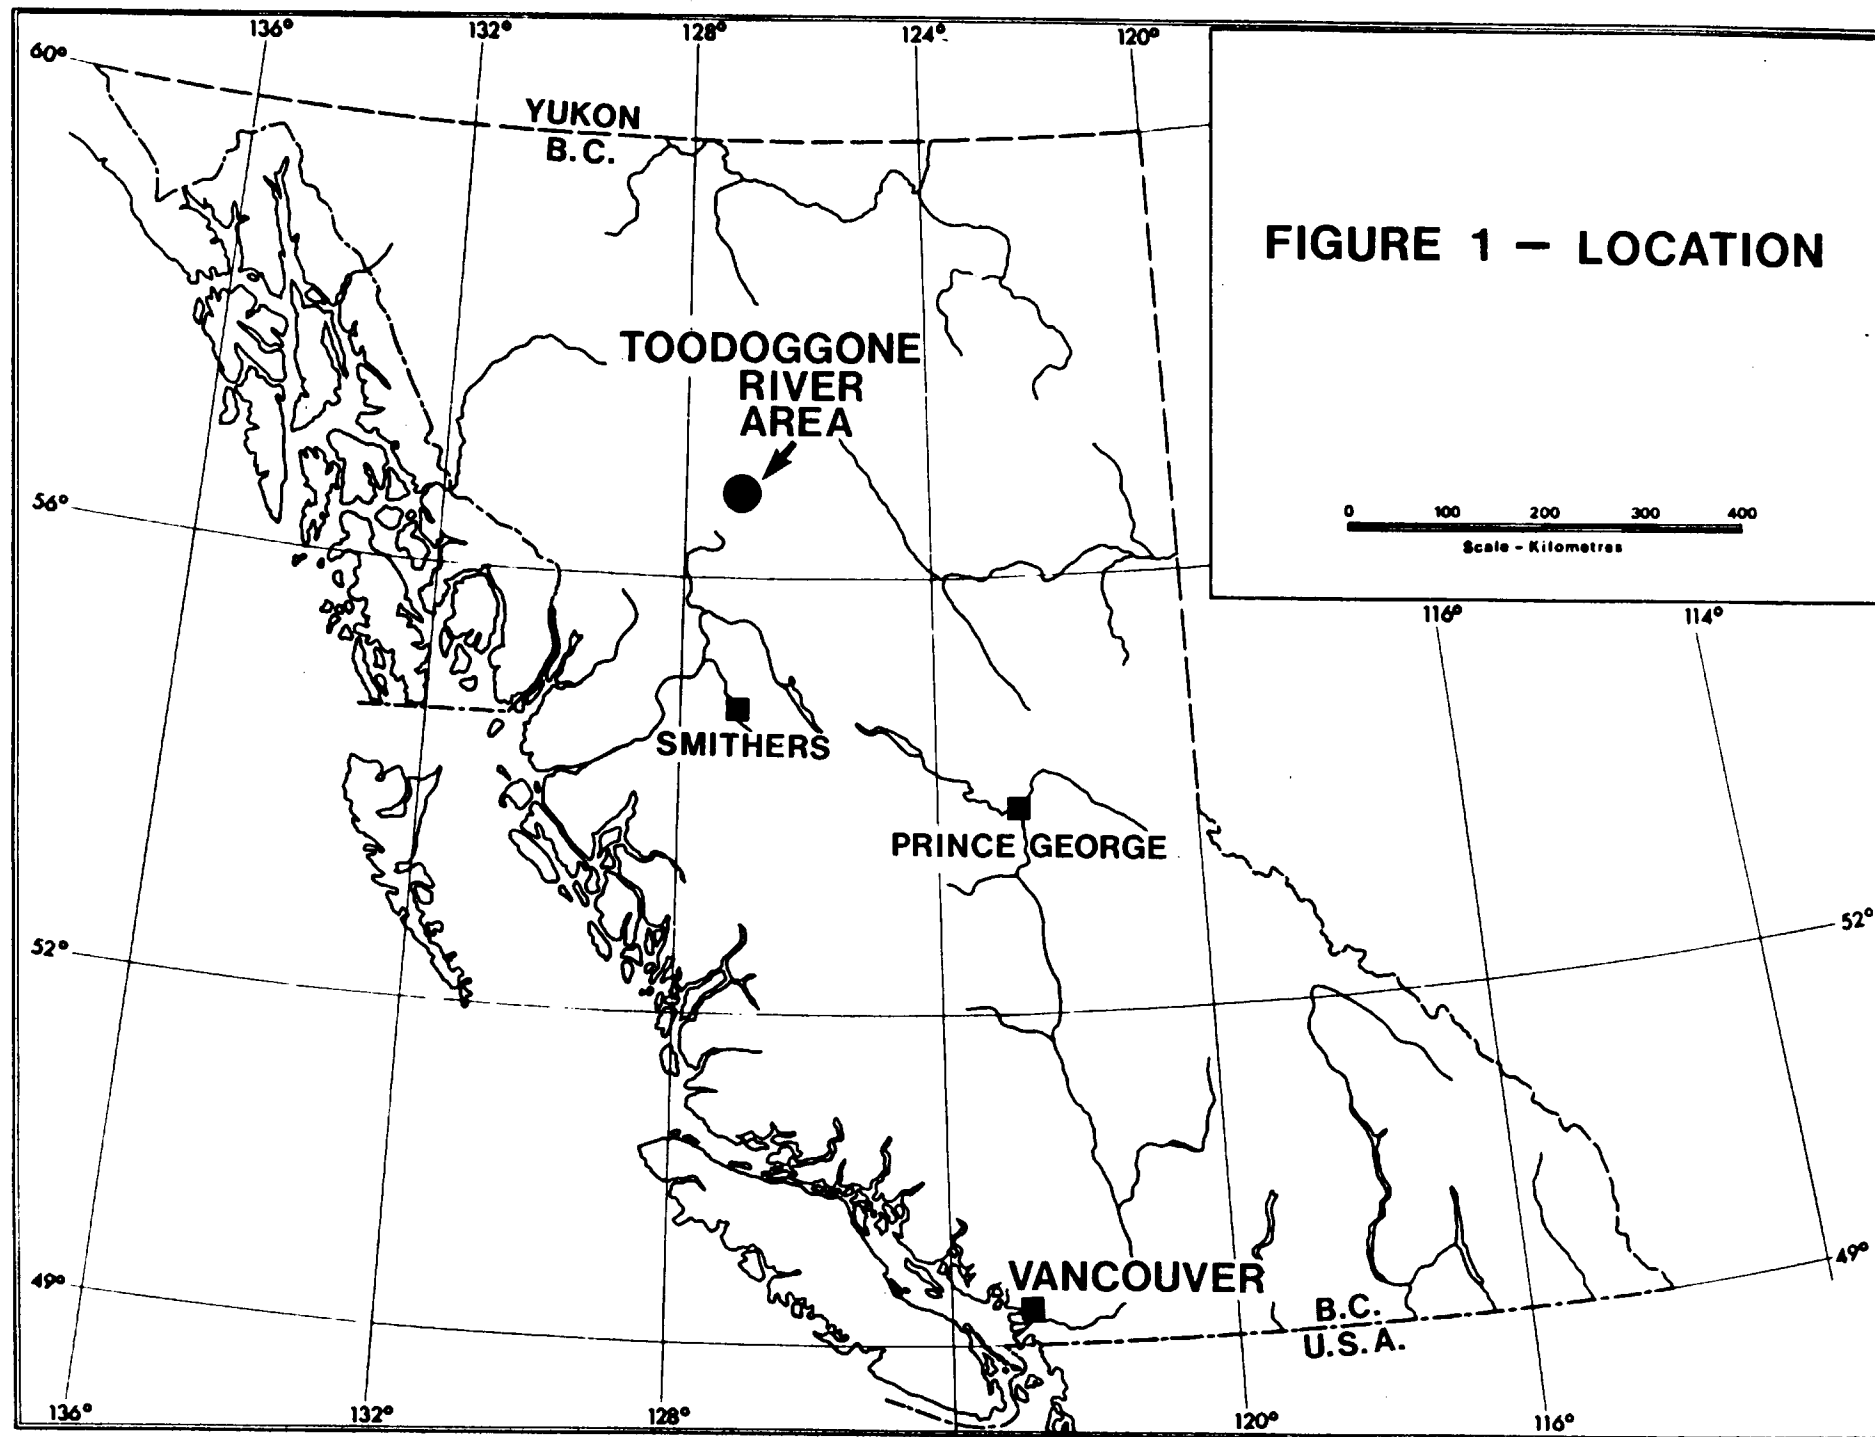 136° 132° 128° 124° 120°
60°
YUKON
B.C.
FIGURE 1 – LOCATION
TOODOGGONE
RIVER
AREA
56°
0 100 200 300 400
Scale - Kilometres
116° 114°
SMITHERS
PRINCE GEORGE
52° 52°
49° 49°
VANCOUVER
B.C.
U.S.A.
136° 132° 128° 120° 116°